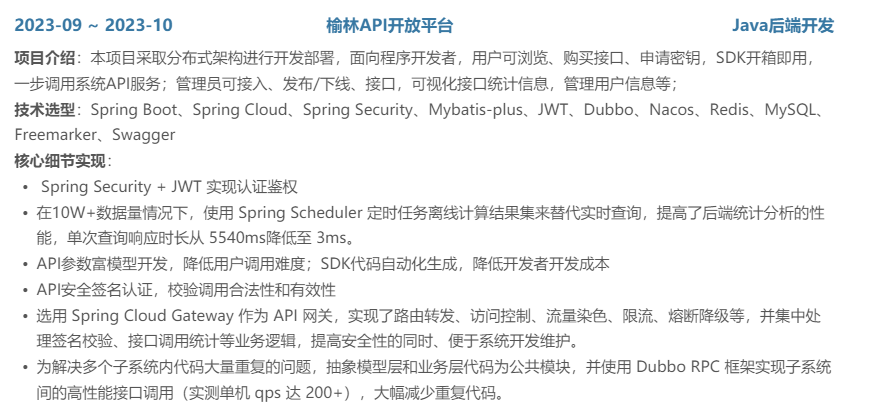 2023-09 ~ 2023-10 榆林API开放平台 Java后端开发
项目介绍：本项目采取分布式架构进行开发部署，面向程序开发者，用户可浏览、购买接口、申请密钥，SDK开箱即用，
一步调用系统API服务；管理员可接入、发布/下线、接口，可视化接口统计信息，管理用户信息等；
技术选型：Spring Boot、Spring Cloud、Spring Security、Mybatis-plus、JWT、Dubbo、Nacos、Redis、MySQL、
Freemarker、Swagger
核心细节实现：
• Spring Security + JWT 实现认证鉴权
• 在10W+数据量情况下，使用 Spring Scheduler 定时任务离线计算结果集来替代实时查询，提高了后端统计分析的性
能，单次查询响应时长从 5540ms降低至 3ms。
• API参数富模型开发，降低用户调用难度；SDK代码自动化生成，降低开发者开发成本
• API安全签名认证，校验调用合法性和有效性
• 选用 Spring Cloud Gateway 作为 API 网关，实现了路由转发、访问控制、流量染色、限流、熔断降级等，并集中处
理签名校验、接口调用统计等业务逻辑，提高安全性的同时、便于系统开发维护。
• 为解决多个子系统内代码大量重复的问题，抽象模型层和业务层代码为公共模块，并使用 Dubbo RPC 框架实现子系统
间的高性能接口调用（实测单机 qps 达 200+），大幅减少重复代码。